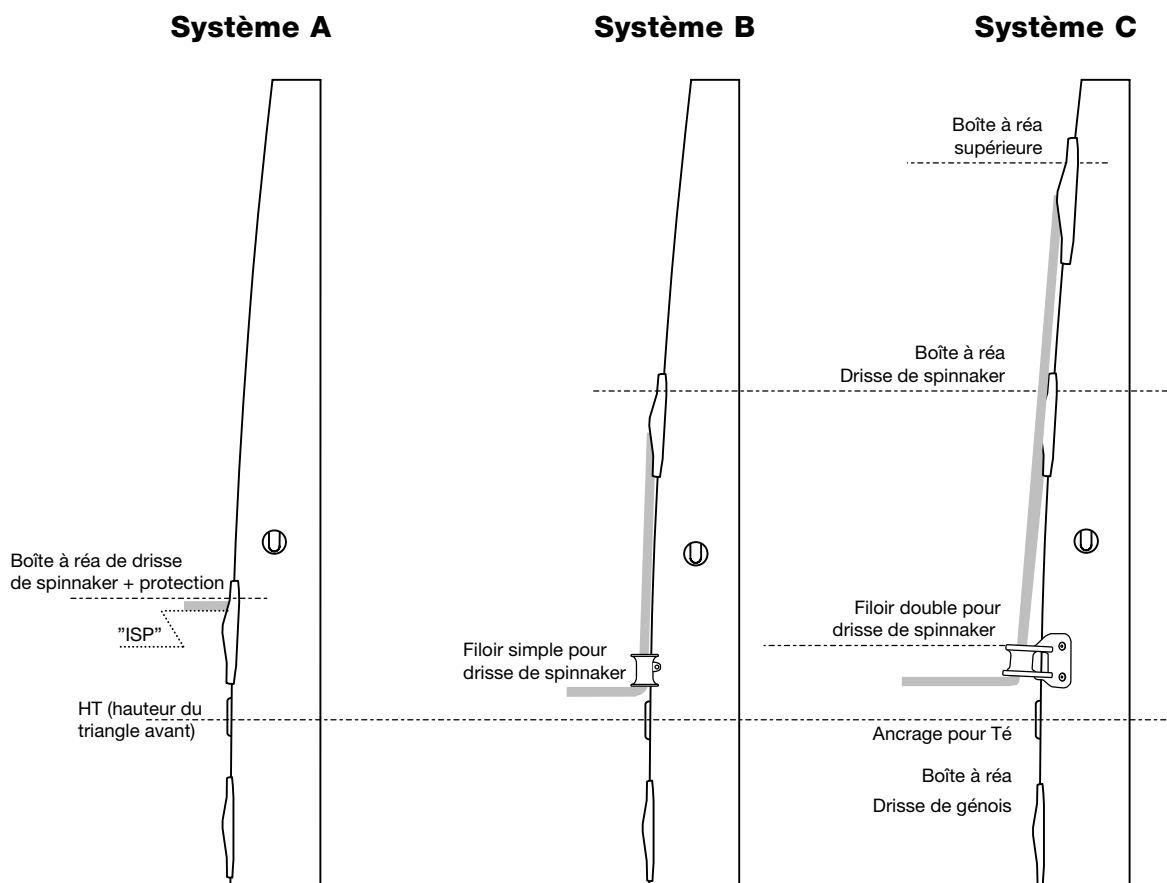 Système A
Système B
Système C
Boîte à réa
supérieure
Boîte à réa
Drisse de spinnaker
Boîte à réa de drisse
de spinnaker + protection
"ISP"
Filoir simple pour
drisse de spinnaker
Filoir double pour
drisse de spinnaker
HT (hauteur du
triangle avant)
Ancrage pour Té
Boîte à réa
Drisse de génois